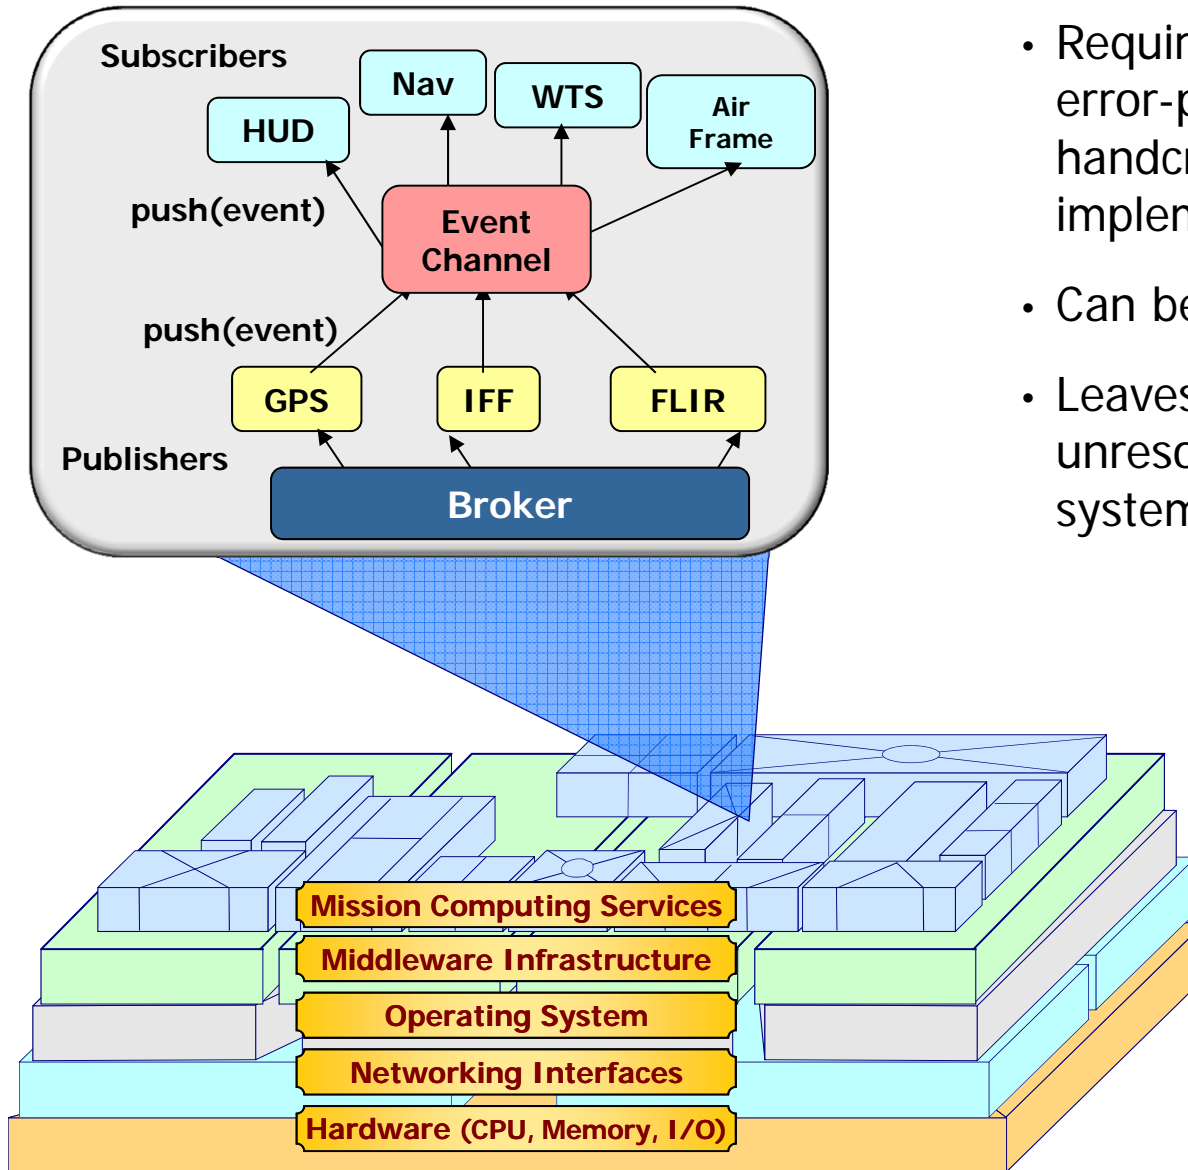 Subscribers
Nav
WTS
Air
Frame
HUD
push(event)
Event
Channel
push(event)
GPS
IFF
FLIR
Publishers
Broker
Mission Computing Services
Middleware Infrastructure
Operating System
Networking Interfaces
Hardware (CPU, Memory, I/O)
•
•
Can
•